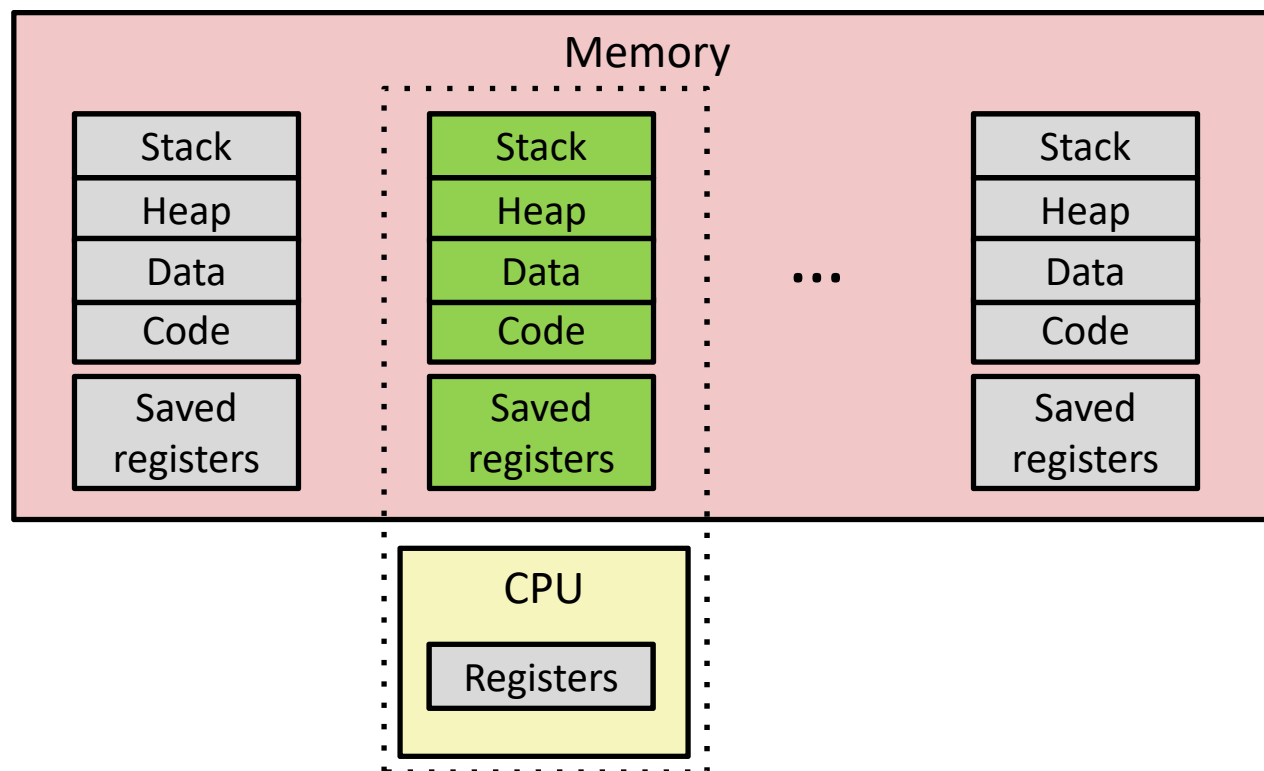 Memory
Stack
Heap
Data
Code
Saved
registers
Stack
Heap
Data
Code
Saved
registers
...
Stack
Heap
Data
Code
Saved
registers
CPU
Registers